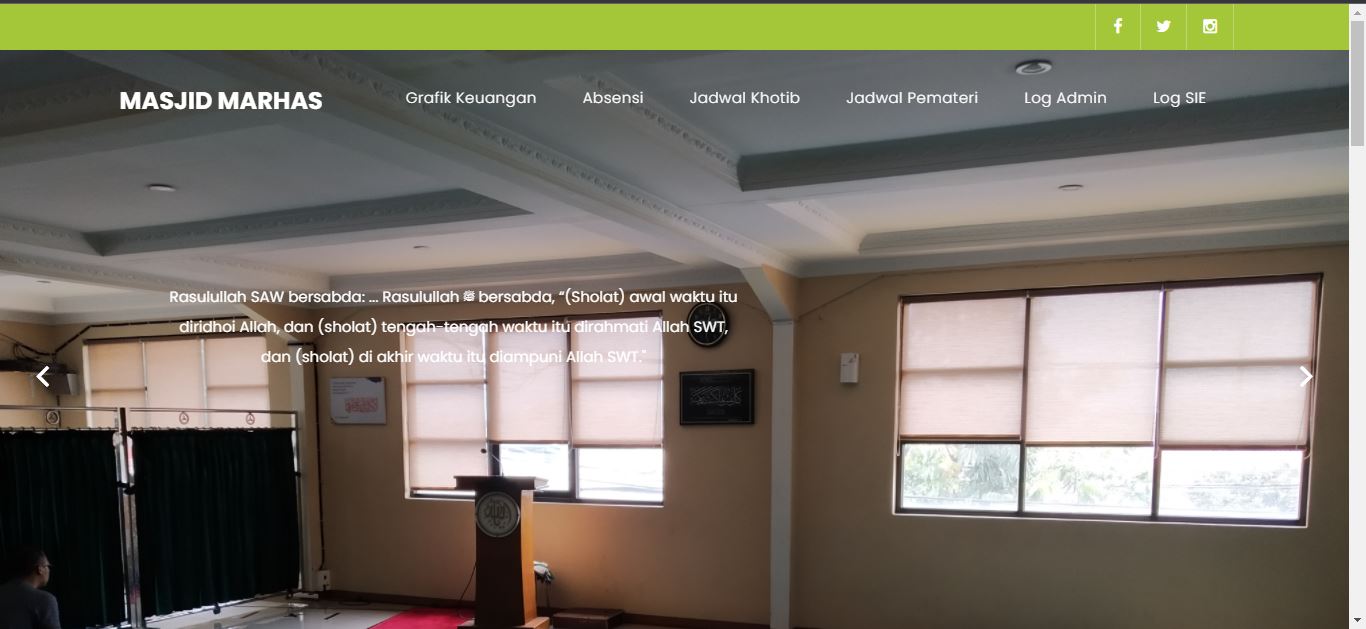 MASJID MARHAS
Grafik Keuangan Absensi Jadwal Khotib Jadwal Pemateri Log Admin Log SIE
Rasulullah SAW bersabda: ... Rasulullah ﷺ bersabda, “(Sholat) awal waktu itu
diridhoi Allah, dan (sholat) tengah-tengah waktu itu dirahmati Allah SWT,
dan (sholat) di akhir waktu itu diampuni Allah SWT."